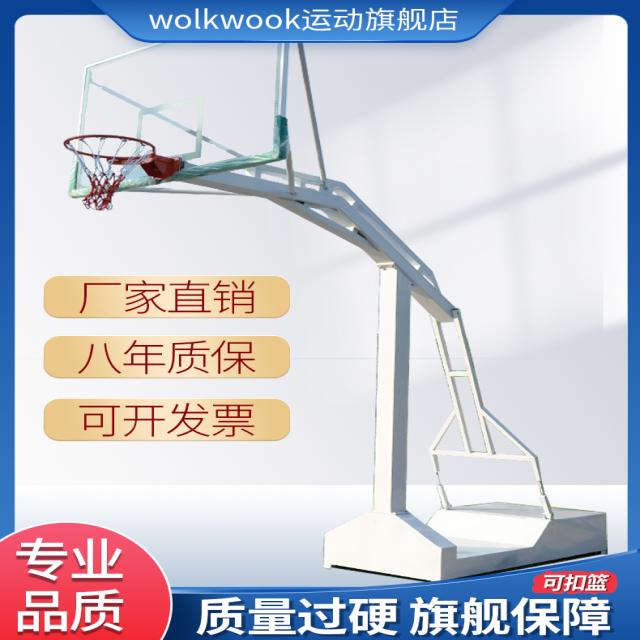 wolkwook运动旗舰店
厂家直销
八年质保
可开发票
专业
品质
可扣篮
质量过硬 旗舰保障